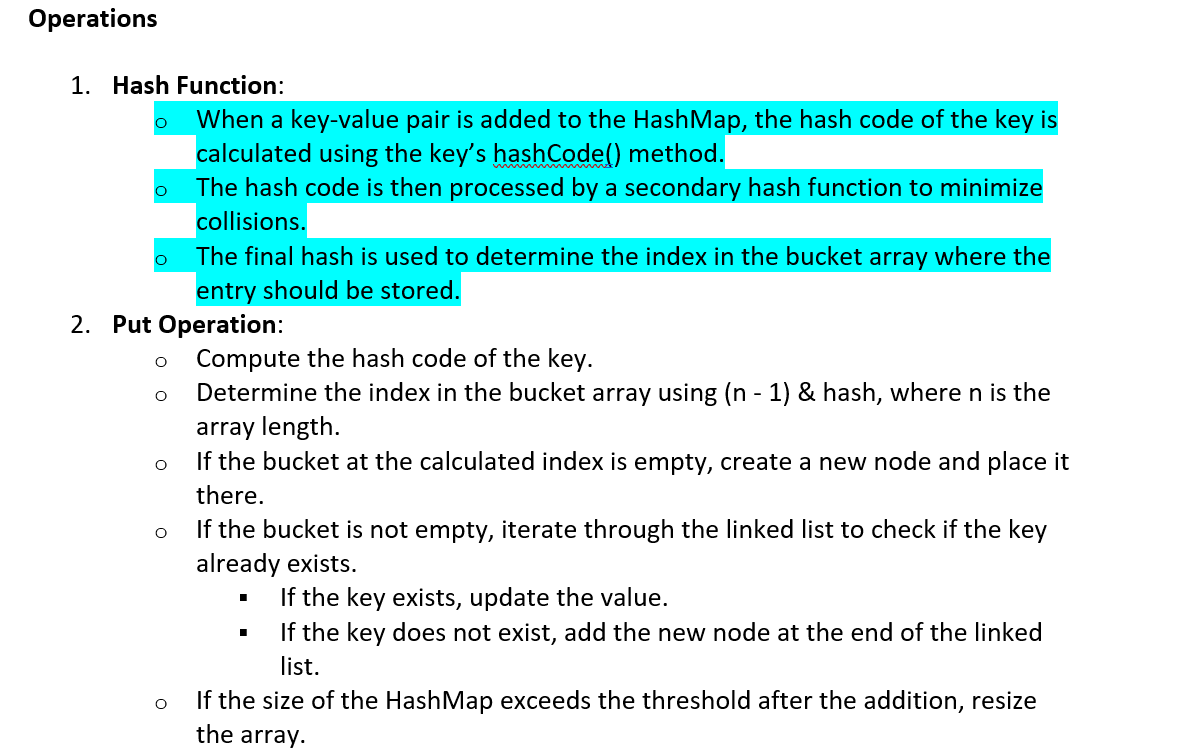 Operations
1. Hash Function:
o When a key-value pair is added to the HashMap, the hash code of the key is
calculated using the key’s hashCode() method.
o The hash code is then processed by a secondary hash function to minimize
collisions.
o The final hash is used to determine the index in the bucket array where the
entry should be stored.
2. Put Operation:
o Compute the hash code of the key.
o Determine the index in the bucket array using (n - 1) & hash, where n is the
array length.
o If the bucket at the calculated index is empty, create a new node and place it
there.
o If the bucket is not empty, iterate through the linked list to check if the key
already exists.
▪ If the key exists, update the value.
▪ If the key does not exist, add the new node at the end of the linked
list.
o If the size of the HashMap exceeds the threshold after the addition, resize
the array.